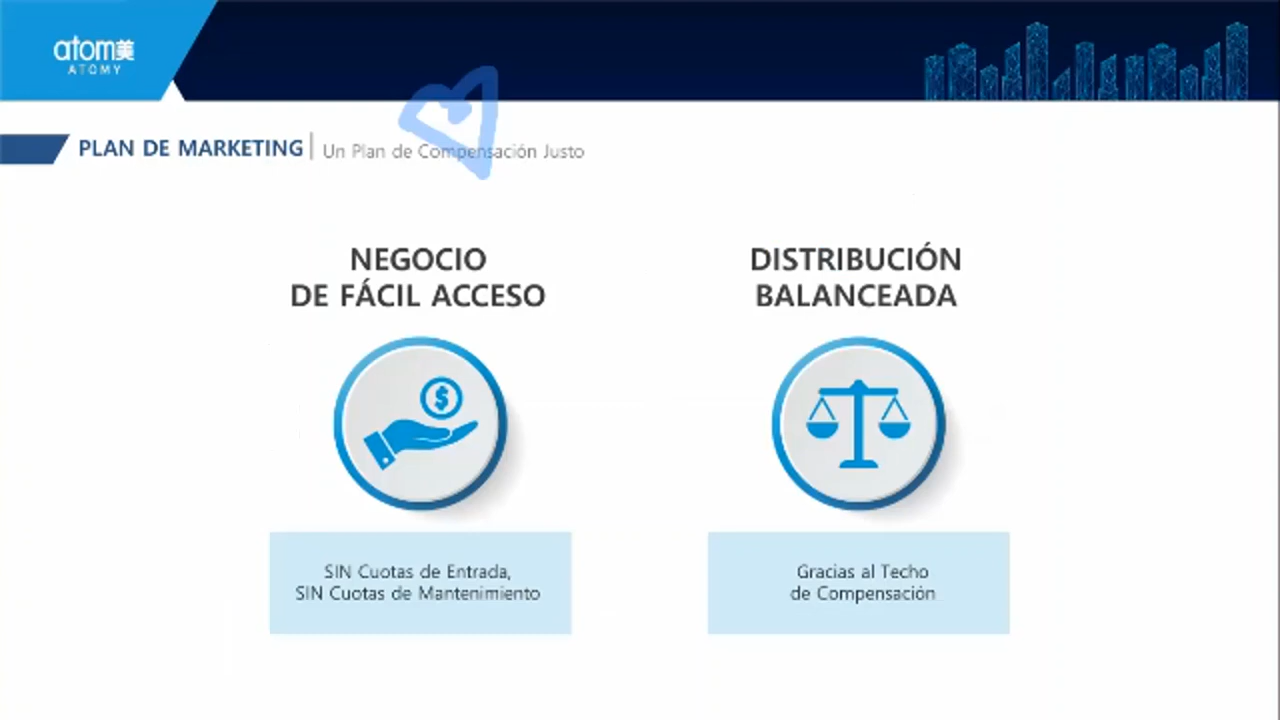 atom美
ATOMY
PLAN DE MARKETING | Un Plan de Compensación Justo
NEGOCIO
DE FÁCIL ACCESO
DISTRIBUCIÓN
BALANCEADA
$
SIN Cuotas de Entrada,
SIN Cuotas de Mantenimiento
Gracias al Techo
de Compensación